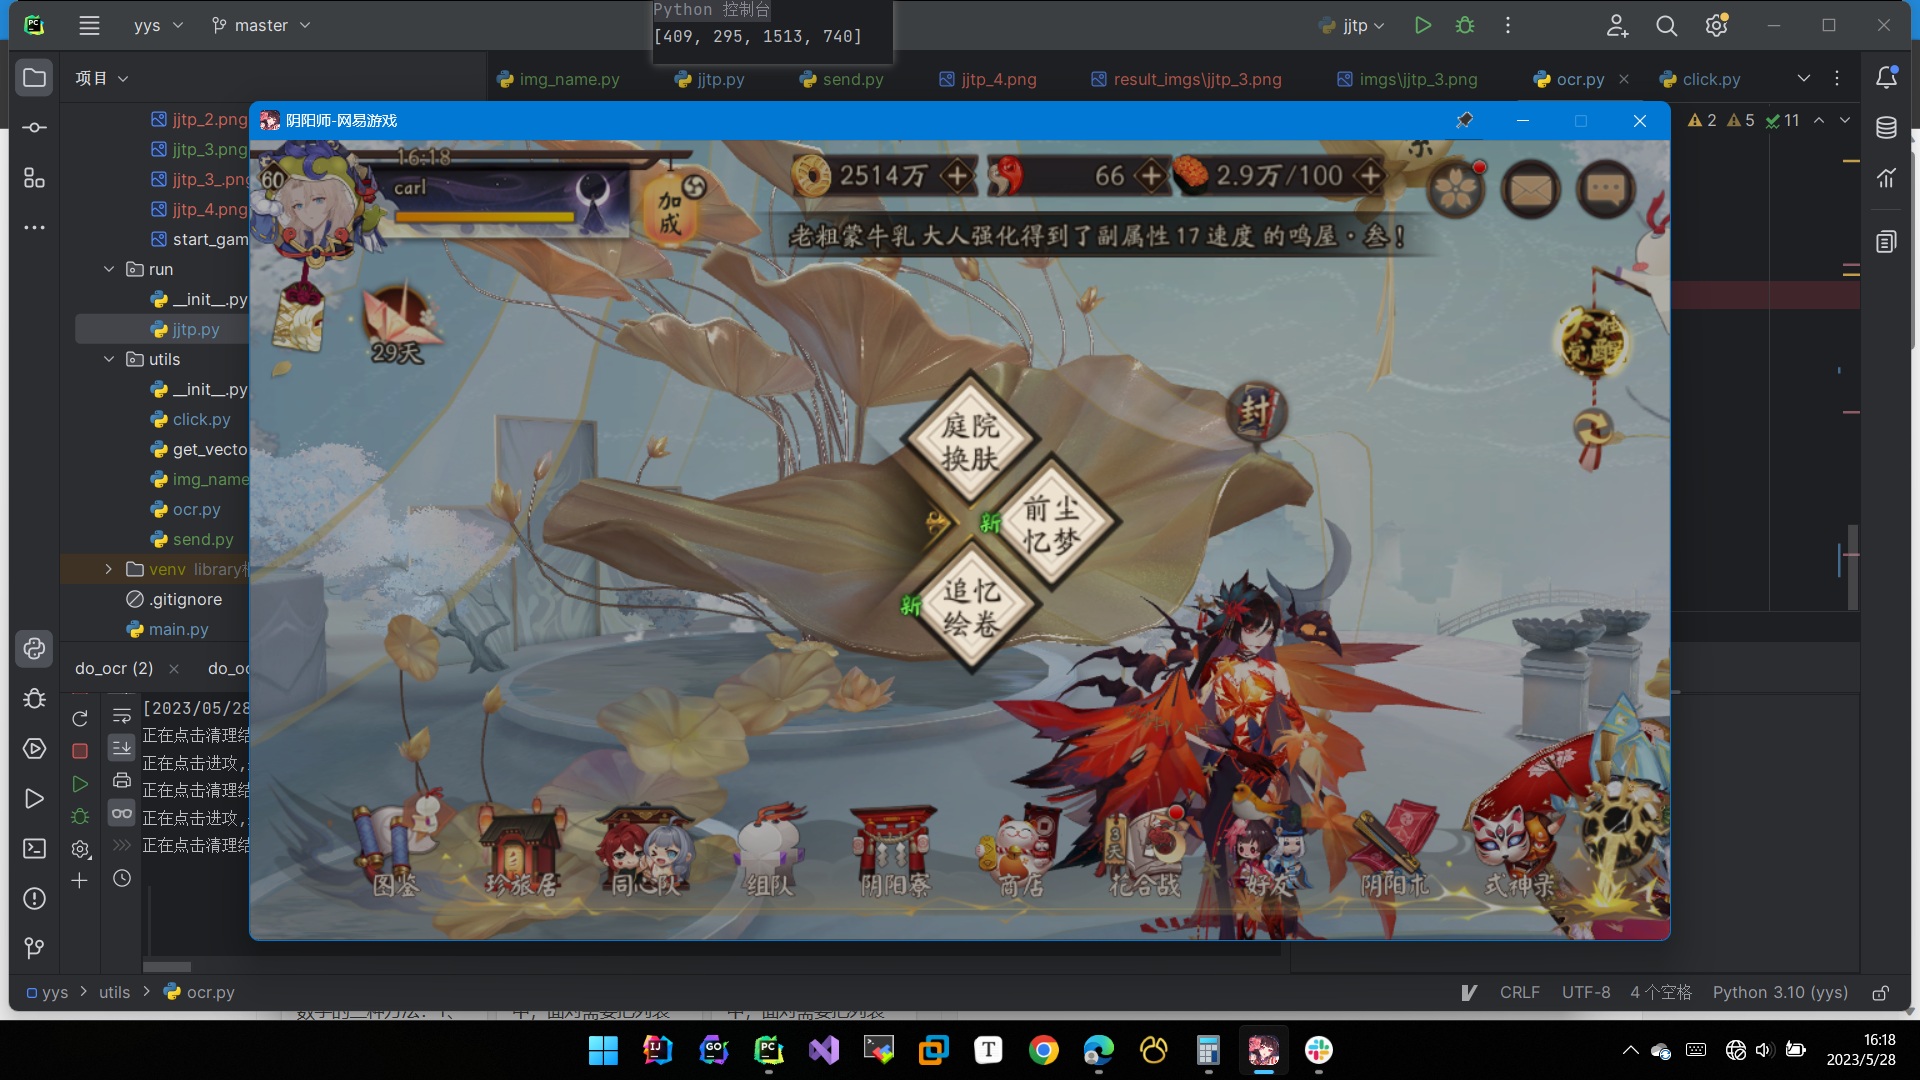 yys
master
Python 控制台
[409, 295, 1513, 740]
jjtp
项目
img_name.py
jjtp.py
send.py
jjtp_4.png
result_imgs\jjtp_3.png
imgs\jjtp_3.png
ocr.py
click.py
2
5
11
jjtp_2.png
jjtp_3.png
jjtp_3_.png
jjtp_4.png
start_gam
run
__init__.py
jjtp.py
utils
__init__.py
click.py
get_vecto
img_name
ocr.py
send.py
venv library
.gitignore
main.py
阴阳师-网易游戏
16:18
60
carl
加成
2514万
66
2.9万/100
老粗蒙牛乳 大人强化得到了副属性 17 速度 的鸣屋·叁!
29天
觉醒
封
庭院
换肤
新
前尘
忆梦
新
追忆
绘卷
3天
图鉴
珍旅居
同心队
组队
阴阳寮
商店
花合战
好友
阴阳术
式神录
do_ocr (2)
do_oc
[2023/05/28
正在点击清理结
正在点击进攻,
正在点击清理结
正在点击进攻,
正在点击清理结
yys
utils
ocr.py
CRLF
UTF-8
4 个空格
Python 3.10 (yys)
16:18
2023/5/28